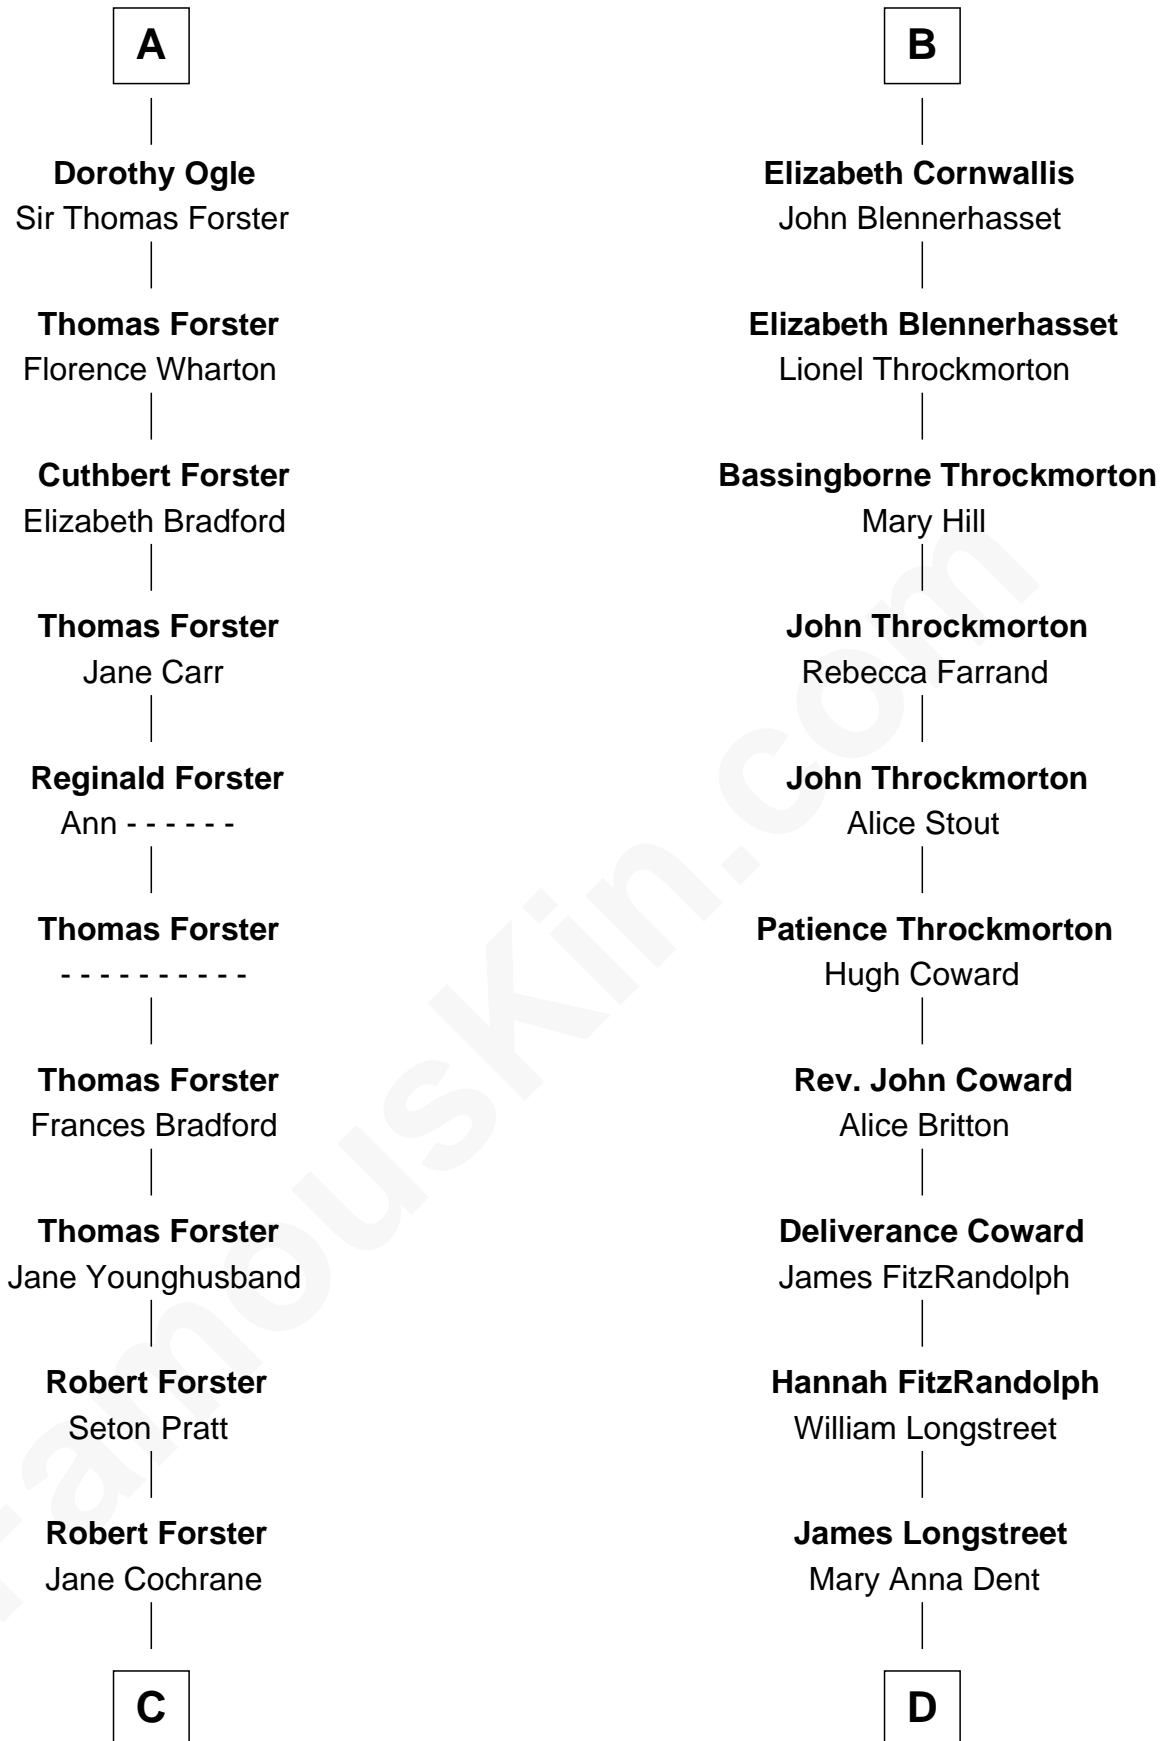 A
Dorothy Ogle
Sir Thomas Forster
Thomas Forster
Florence Wharton
Cuthbert Forster
Elizabeth Bradford
Thomas Forster
Jane Carr
Reginald Forster
Ann - - - - - -
Thomas Forster
- - - - - - - - - -
Thomas Forster
Frances Bradford
Thomas Forster
Jane Younghusband
Robert Forster
Seton Pratt
Robert Forster
Jane Cochrane
C
B
Elizabeth Cornwallis
John Blennerhasset
Elizabeth Blennerhasset
Lionel Throckmorton
Bassingborne Throckmorton
Mary Hill
John Throckmorton
Rebecca Farrand
John Throckmorton
Alice Stout
Patience Throckmorton
Hugh Coward
Rev. John Coward
Alice Britton
Deliverance Coward
James FitzRandolph
Hannah FitzRandolph
William Longstreet
James Longstreet
Mary Anna Dent
D
FamousKin.com